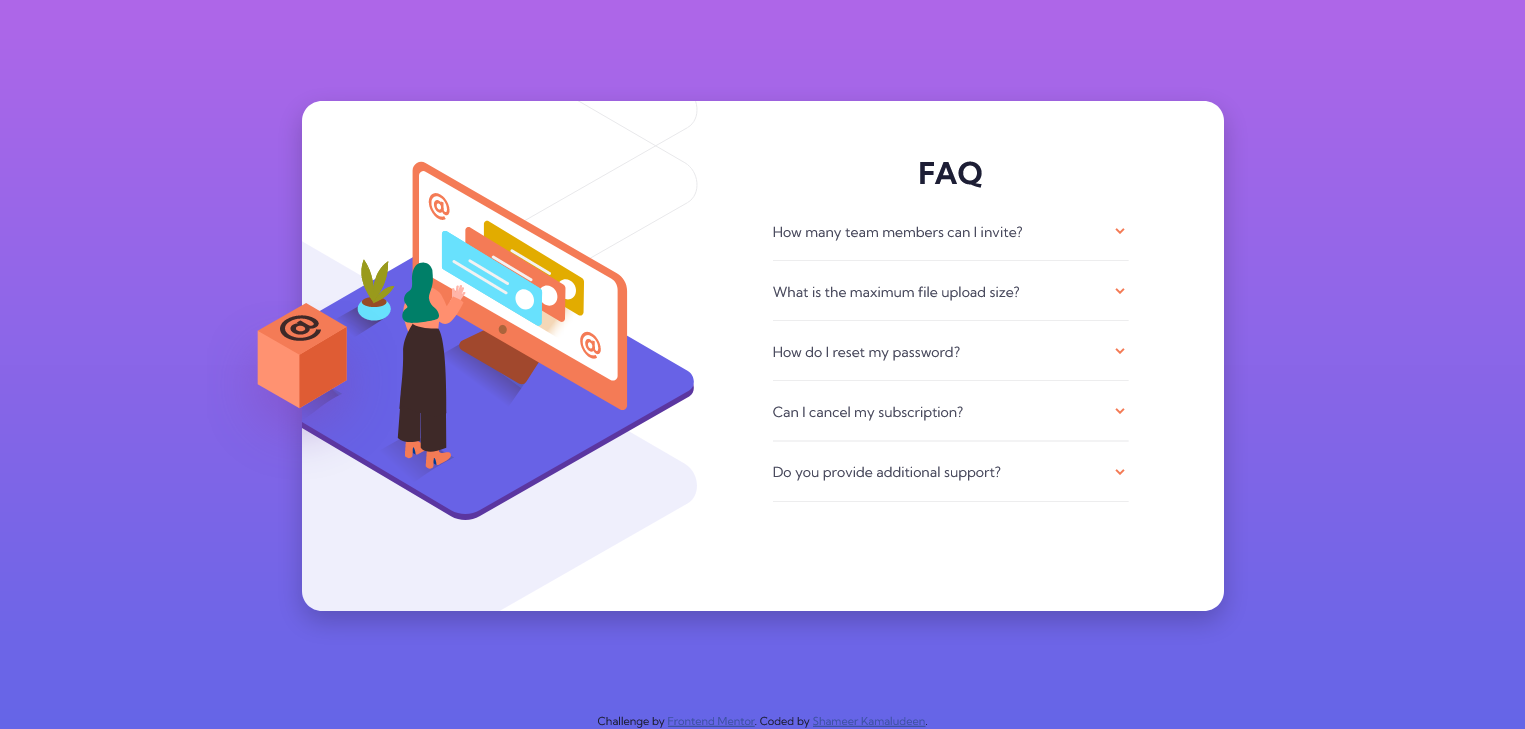 FAQ
How many team members can I invite?
What is the maximum file upload size?
How do I reset my password?
Can I cancel my subscription?
Do you provide additional support?
@
@
@
Challenge by Frontend Mentor. Coded by Shameer Kamaludeen.